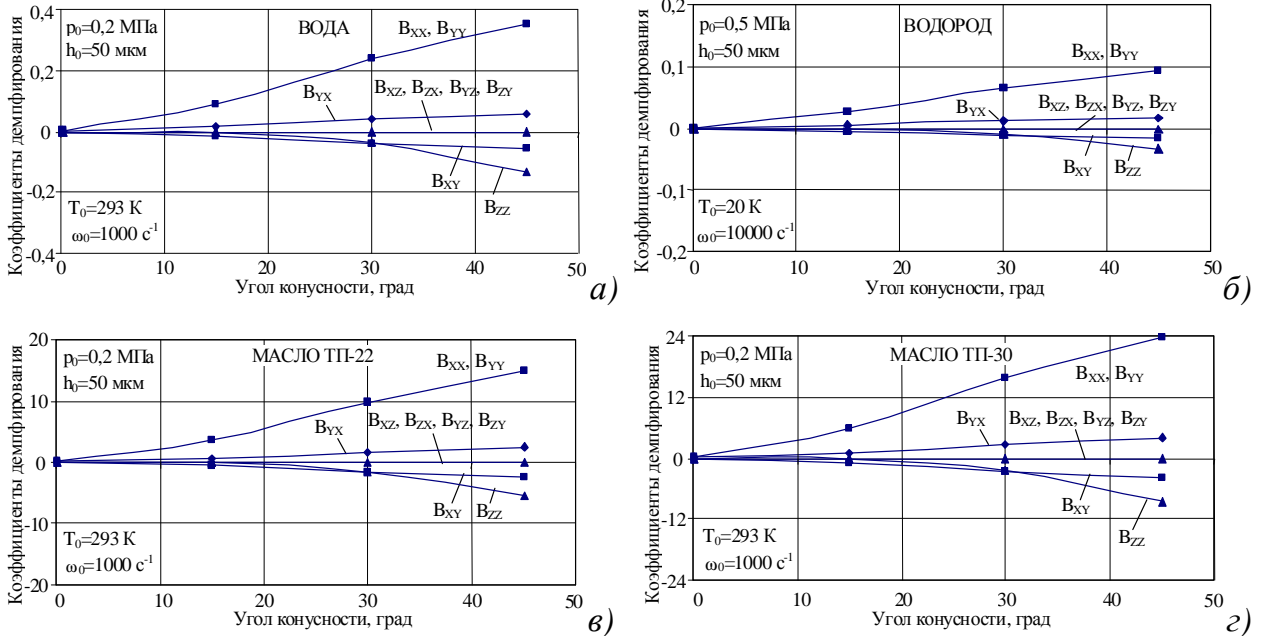 Коэффициенты демпфирования
0,4
0,2
0
-0,2
-0,4
p₀=0,2 МПа
h₀=50 мкм
ВОДА
B_XX, B_YY
B_YX
B_XZ, B_ZX, B_YZ, B_ZY
B_XY
B_ZZ
T₀=293 К
ω₀=1000 с⁻¹
0 10 20 30 40 50
Угол конусности, град
а)
Коэффициенты демпфирования
0,2
0,1
0
-0,1
-0,2
p₀=0,5 МПа
h₀=50 мкм
ВОДОРОД
B_XX, B_YY
B_YX
B_XZ, B_ZX, B_YZ, B_ZY
B_XY
B_ZZ
T₀=20 К
ω₀=10000 с⁻¹
0 10 20 30 40 50
Угол конусности, град
б)
Коэффициенты демпфирования
20
10
0
-10
-20
p₀=0,2 МПа
h₀=50 мкм
МАСЛО ТП-22
B_XX, B_YY
B_YX
B_XZ, B_ZX, B_YZ, B_ZY
B_XY
B_ZZ
T₀=293 К
ω₀=1000 с⁻¹
0 10 20 30 40 50
Угол конусности, град
в)
Коэффициенты демпфирования
24
12
0
-12
-24
p₀=0,2 МПа
h₀=50 мкм
МАСЛО ТП-30
B_XX, B_YY
B_YX
B_XZ, B_ZX, B_YZ, B_ZY
B_XY
B_ZZ
T₀=293 К
ω₀=1000 с⁻¹
0 10 20 30 40 50
Угол конусности, град
г)